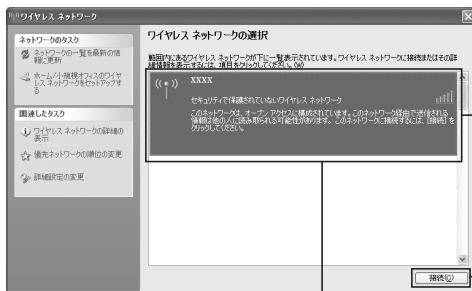 ワイヤレス ネットワーク
ネットワークのタスク
ネットワークの一覧を最新の情
報に更新
ホーム/小規模オフィスのワイヤ
レス ネットワークをセットアップす
る
関連したタスク
ワイヤレス ネットワークの詳細の
表示
優先ネットワークの順位の変更
詳細設定の変更
ワイヤレス ネットワークの選択
範囲内にあるワイヤレス ネットワークが下に一覧表示されています。ワイヤレス ネットワークに接続またはその詳
細情報を表示するには、項目をクリックしてください。(W)
XXXX
セキュリティで保護されていないワイヤレス ネットワーク
このネットワークは、オープン アクセスに構成されています。このネットワーク経由で送信される
情報は他の人に読み取られる可能性があります。このネットワークに接続するには、[接続] を
クリックしてください。
接続(C)